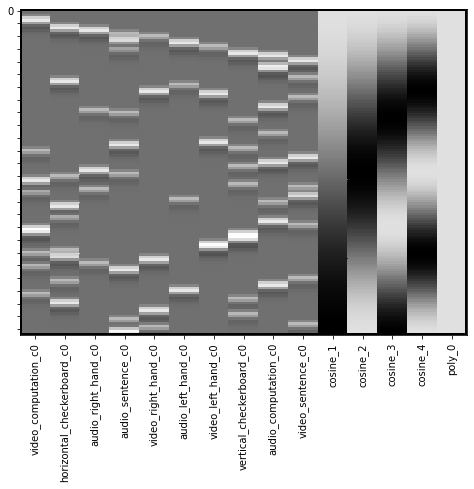 0
video_computation_c0
horizontal_checkerboard_c0
audio_right_hand_c0
audio_sentence_c0
video_right_hand_c0
audio_left_hand_c0
video_left_hand_c0
vertical_checkerboard_c0
audio_computation_c0
video_sentence_c0
cosine_1
cosine_2
cosine_3
cosine_4
poly_0